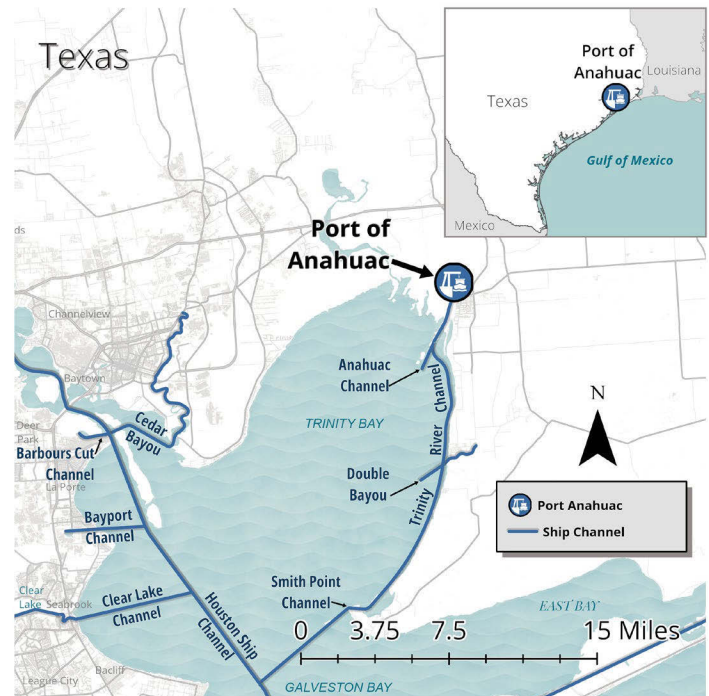 Texas
Port of
Anahuac
Louisiana
Texas
Gulf of Mexico
Mexico
ds
Port of
Anahuac
Channelview
Baytown
Anahuac
Channel
TRINITY BAY
Cedar
Bayou
Deer
Park
Barbours Cut
Channel
La Porte
River
Channel
Double
Bayou
Trinity
N
Port Anahuac
Ship Channel
Bayport
Channel
Clear
Lake
Seabrook
Clear Lake
Channel
Houston Ship
Channel
Smith Point
Channel
EAST BAY
0 3.75 7.5 15 Miles
Bacliff
League City
GALVESTON BAY